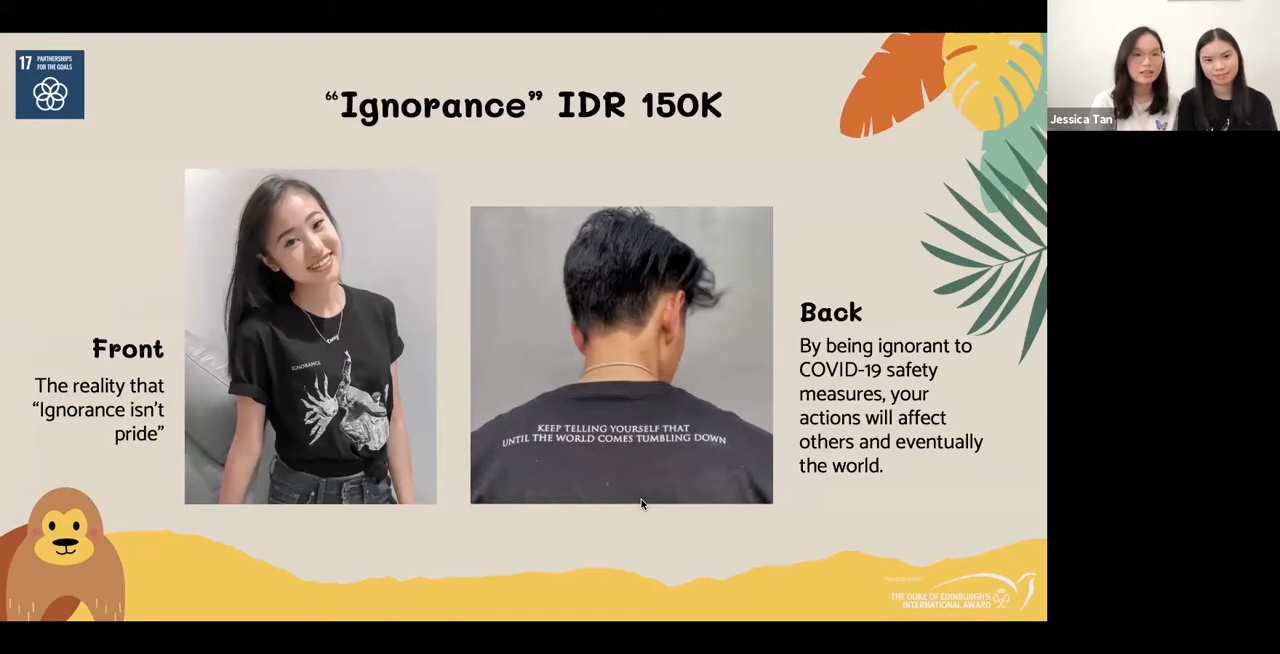 17 PARTNERSHIPS
FOR THE GOALS
“Ignorance” IDR 150K
Jessica Tan
Front
The reality that
“Ignorance isn’t
pride”
IGNORANCE
KEEP TELLING YOURSELF THAT
UNTIL THE WORLD COMES TUMBLING DOWN
Back
By being ignorant to
COVID-19 safety
measures, your
actions will affect
others and eventually
the world.
THE DUKE OF EDINBURGH'S
INTERNATIONAL AWARD